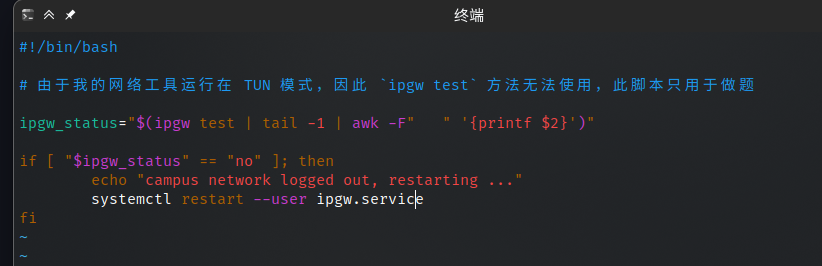 终端
#!/bin/bash
# 由于我的网络工具运行在 TUN 模式，因此 `ipgw test` 方法无法使用，此脚本只用于做题
ipgw_status="$(ipgw test | tail -1 | awk -F"   " '{printf $2}')"
if [ "$ipgw_status" == "no" ]; then
        echo "campus network logged out, restarting ..."
        systemctl restart --user ipgw.service
fi
~
~